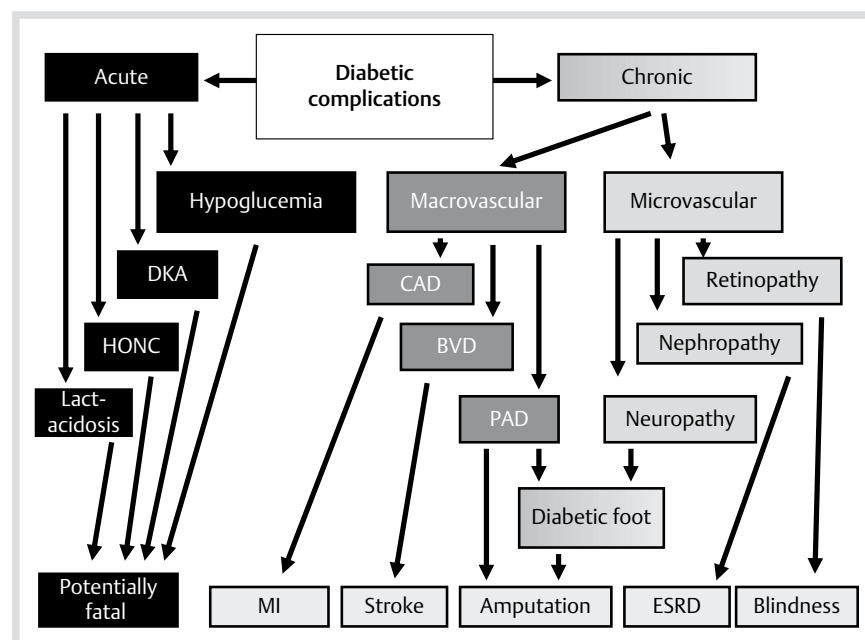 Diabetic
complications
Acute
Chronic
Hypoglucemia
Macrovascular
Microvascular
DKA
CAD
Retinopathy
HONC
BVD
Nephropathy
Lact-
acidosis
PAD
Neuropathy
Diabetic foot
Potentially
fatal
MI
Stroke
Amputation
ESRD
Blindness